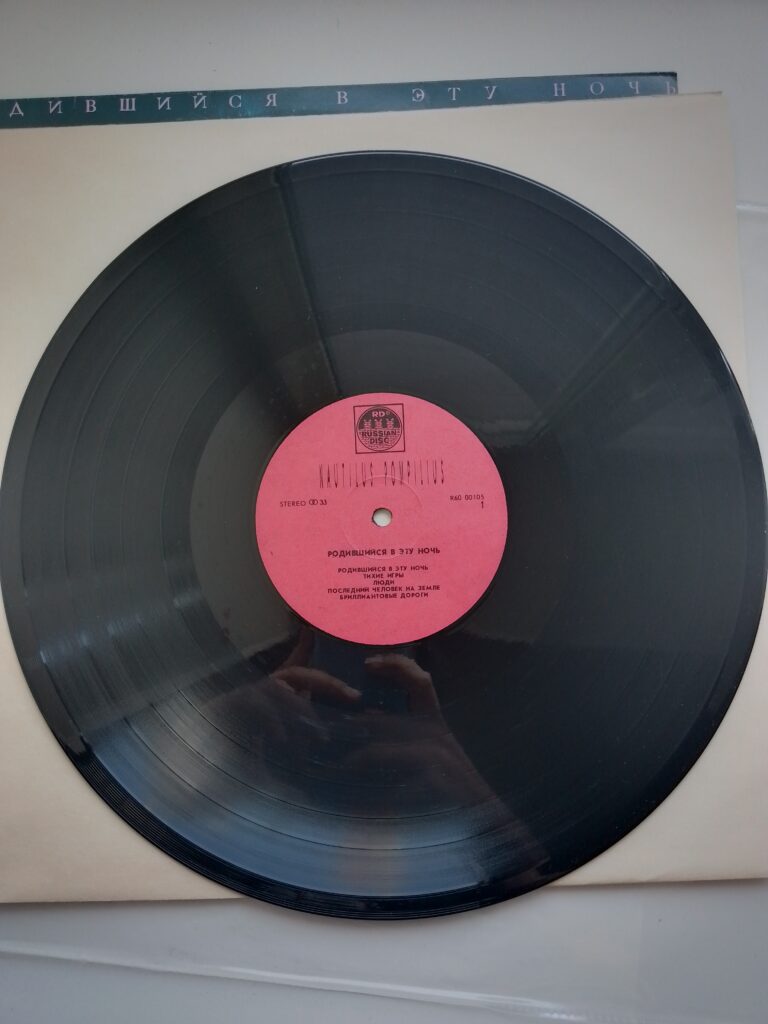 ДИВШИЙСЯ В ЭТУ НОЧЬ
RD
RUSSIAN
DISC
NAUTILUS POMPILIUS
STEREO 33
R60 00105
1
РОДИВШИЙСЯ В ЭТУ НОЧЬ
РОДИВШИЙСЯ В ЭТУ НОЧЬ
ТИХИЕ ИГРЫ
ЛЮДИ
ПОСЛЕДНИЙ ЧЕЛОВЕК НА ЗЕМЛЕ
БРИЛЛИАНТОВЫЕ ДОРОГИ